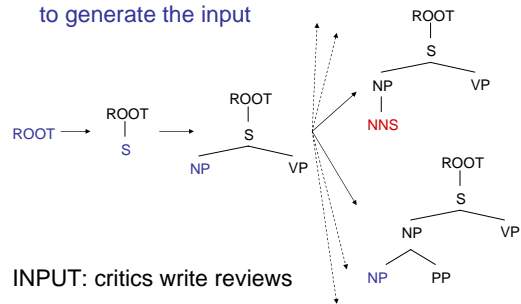 to generate the input
ROOT
S
NP VP
NNS
ROOT
S
NP VP
ROOT
S
ROOT
ROOT
S
NP VP
NP PP
INPUT: critics write reviews